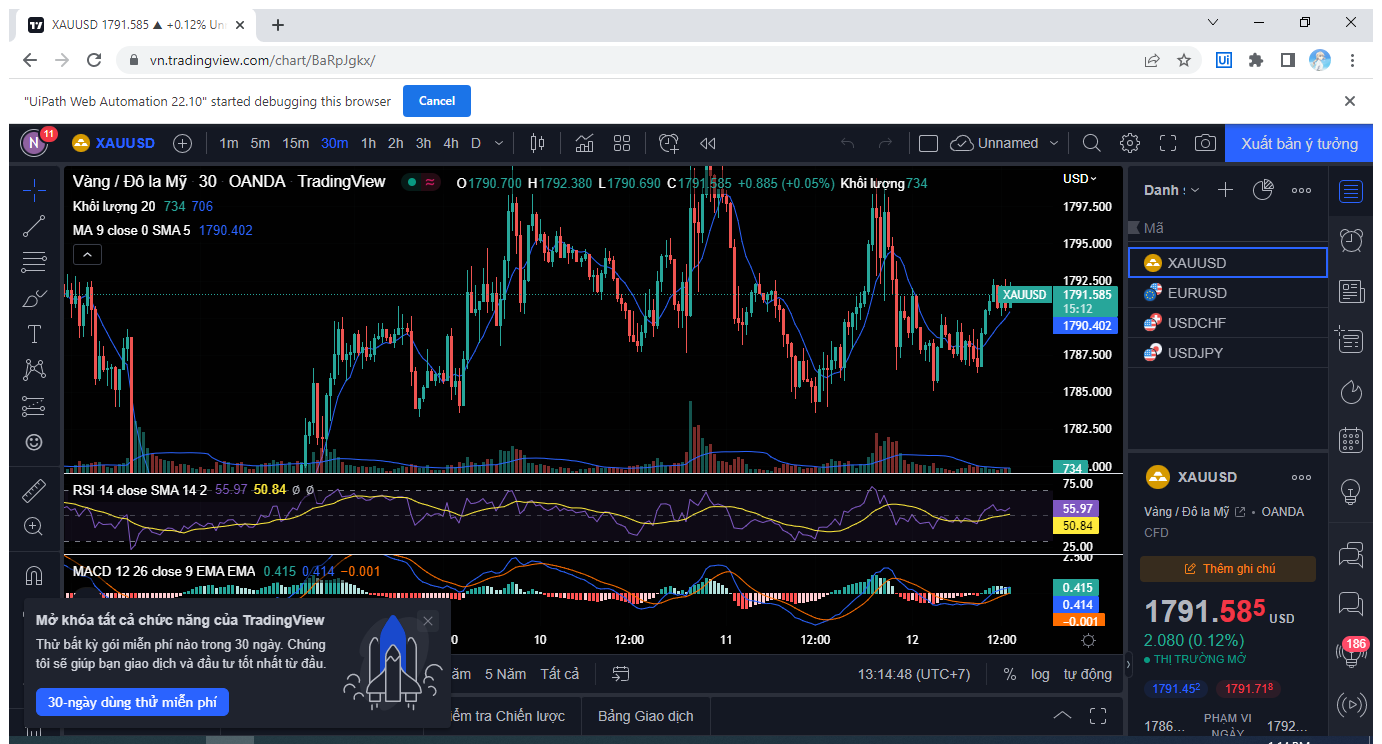 XAUUSD 1791.585 ▲ +0.12% Un
vn.tradingview.com/chart/BaRpJgkx/
Ui
"UiPath Web Automation 22.10" started debugging this browser
Cancel
N 11
XAUUSD
1m 5m 15m 30m 1h 2h 3h 4h D
Unnamed
Xuất bản ý tưởng
Vàng / Đô la Mỹ 30 OANDA TradingView
O1790.700 H1792.380 L1790.690 C1791.585 +0.885 (+0.05%) Khối lượng734
Khối lượng 20 734 706
MA 9 close 0 SMA 5 1790.402
USD
1797.500
1795.000
1792.500
XAUUSD 1791.585
15:12
1790.402
1787.500
1785.000
1782.500
734 .000
RSI 14 close SMA 14 2 55.97 50.84 ø ø
75.00
55.97
50.84
25.00
2.500
MACD 12 26 close 9 EMA EMA 0.415 0.414 −0.001
0.415
0.414
−0.001
10 12:00 11 12:00 12 12:00
5 Năm Tất cả
13:14:48 (UTC+7)
% log tự động
iểm tra Chiến lược
Bảng Giao dịch
Mở khóa tất cả chức năng của TradingView
Thử bất kỳ gói miễn phí nào trong 30 ngày. Chúng
tôi sẽ giúp bạn giao dịch và đầu tư tốt nhất từ đầu.
30-ngày dùng thử miễn phí
Danh s
Mã
XAUUSD
EURUSD
USDCHF
USDJPY
XAUUSD
Vàng / Đô la Mỹ • OANDA
CFD
Thêm ghi chú
1791.585 USD
2.080 (0.12%)
THỊ TRƯỜNG MỞ
1791.452 1791.718
1786... PHẠM VI NGÀY 1792...
186